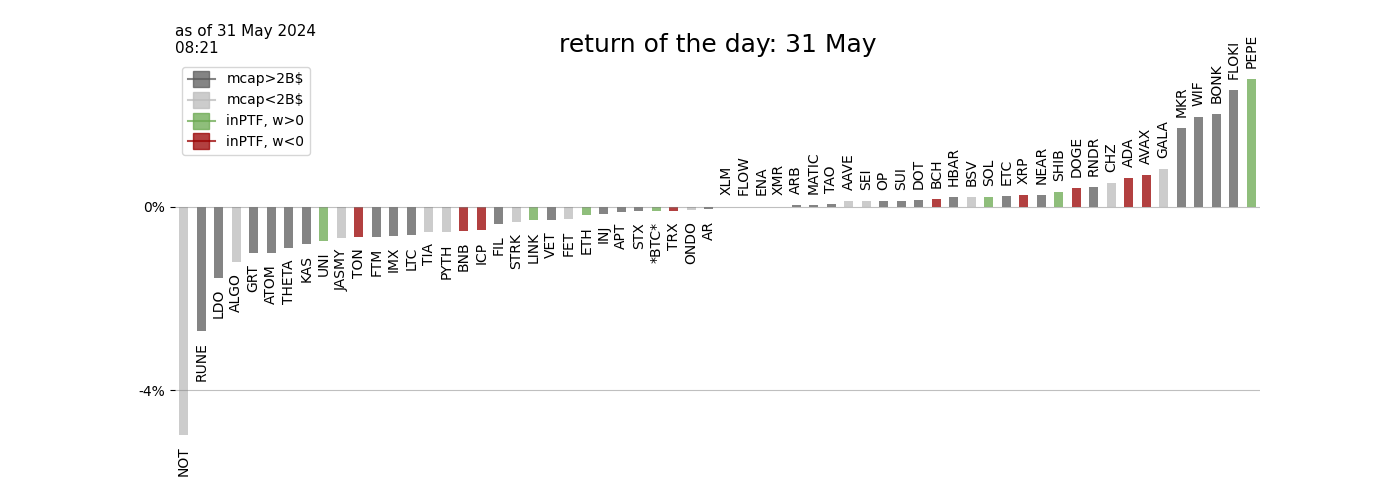 as of 31 May 2024
08:21
return of the day: 31 May
mcap>2B$
mcap<2B$
inPTF, w>0
inPTF, w<0
0%
-4%
NOT
RUNE
LDO
ALGO
GRT
ATOM
THETA
KAS
UNI
JASMY
TON
FTM
IMX
LTC
TIA
PYTH
BNB
ICP
FIL
STRK
LINK
VET
FET
ETH
INJ
APT
STX
*BTC*
TRX
ONDO
AR
XLM
FLOW
ENA
XMR
ARB
MATIC
TAO
AAVE
SEI
OP
SUI
DOT
BCH
HBAR
BSV
SOL
ETC
XRP
NEAR
SHIB
DOGE
RNDR
CHZ
ADA
AVAX
GALA
MKR
WIF
BONK
FLOKI
PEPE